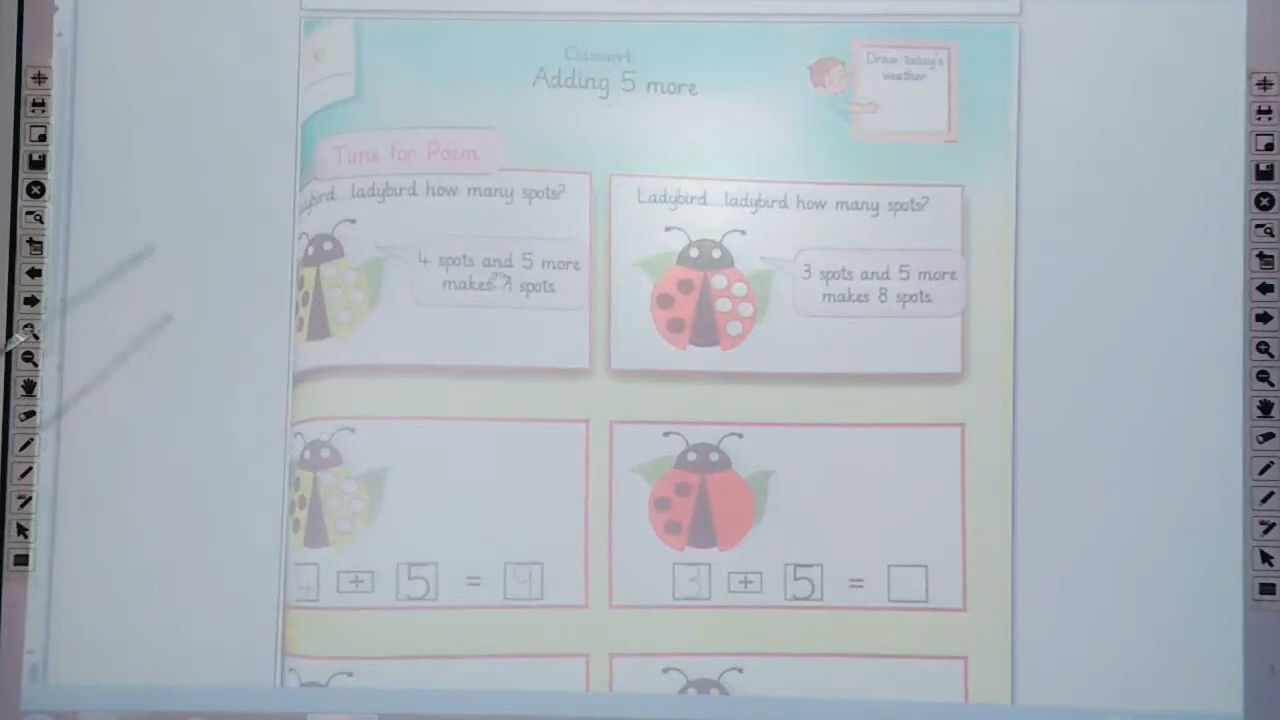 Classwork
Adding 5 more
Draw today's
weather
Time for Poem
ladybird how many spots?
4 spots and 5 more
makes 9 spots
Ladybird ladybird how many spots?
3 spots and 5 more
makes 8 spots
+ 5 = 9
3 + 5 =